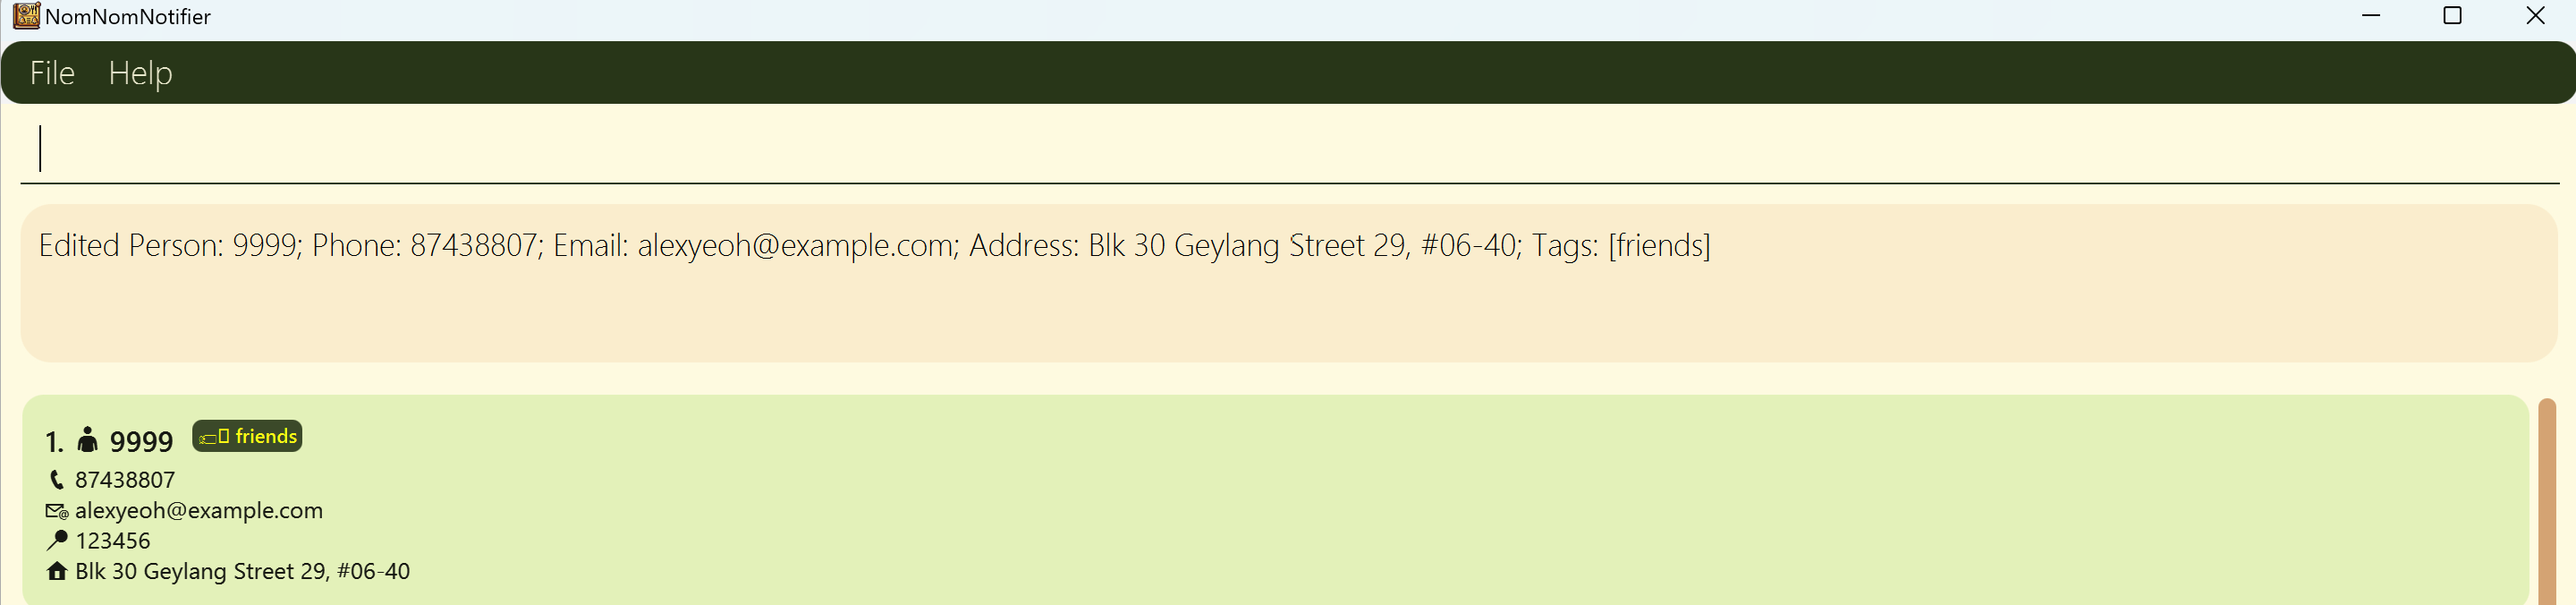 NomNomNotifier
File Help
Edited Person: 9999; Phone: 87438807; Email: alexyeoh@example.com; Address: Blk 30 Geylang Street 29, #06-40; Tags: [friends]
1. 9999 friends
87438807
alexyeoh@example.com
123456
Blk 30 Geylang Street 29, #06-40